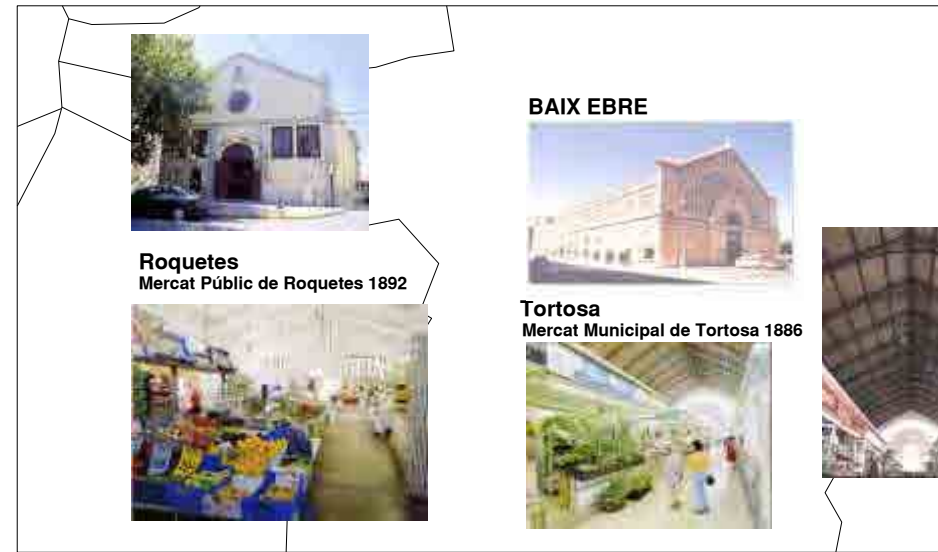 BAIX EBRE
Roquetes
Mercat Públic de Roquetes 1892
Tortosa
Mercat Municipal de Tortosa 1886